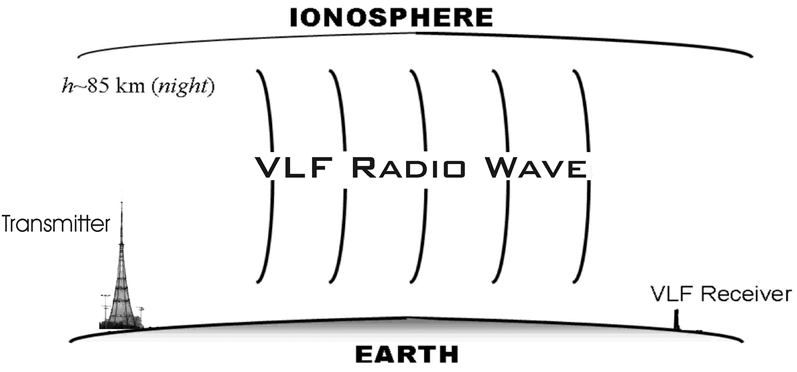 IONOSPHERE
h~85 km (night)
VLF RADIO WAVE
Transmitter
VLF Receiver
EARTH